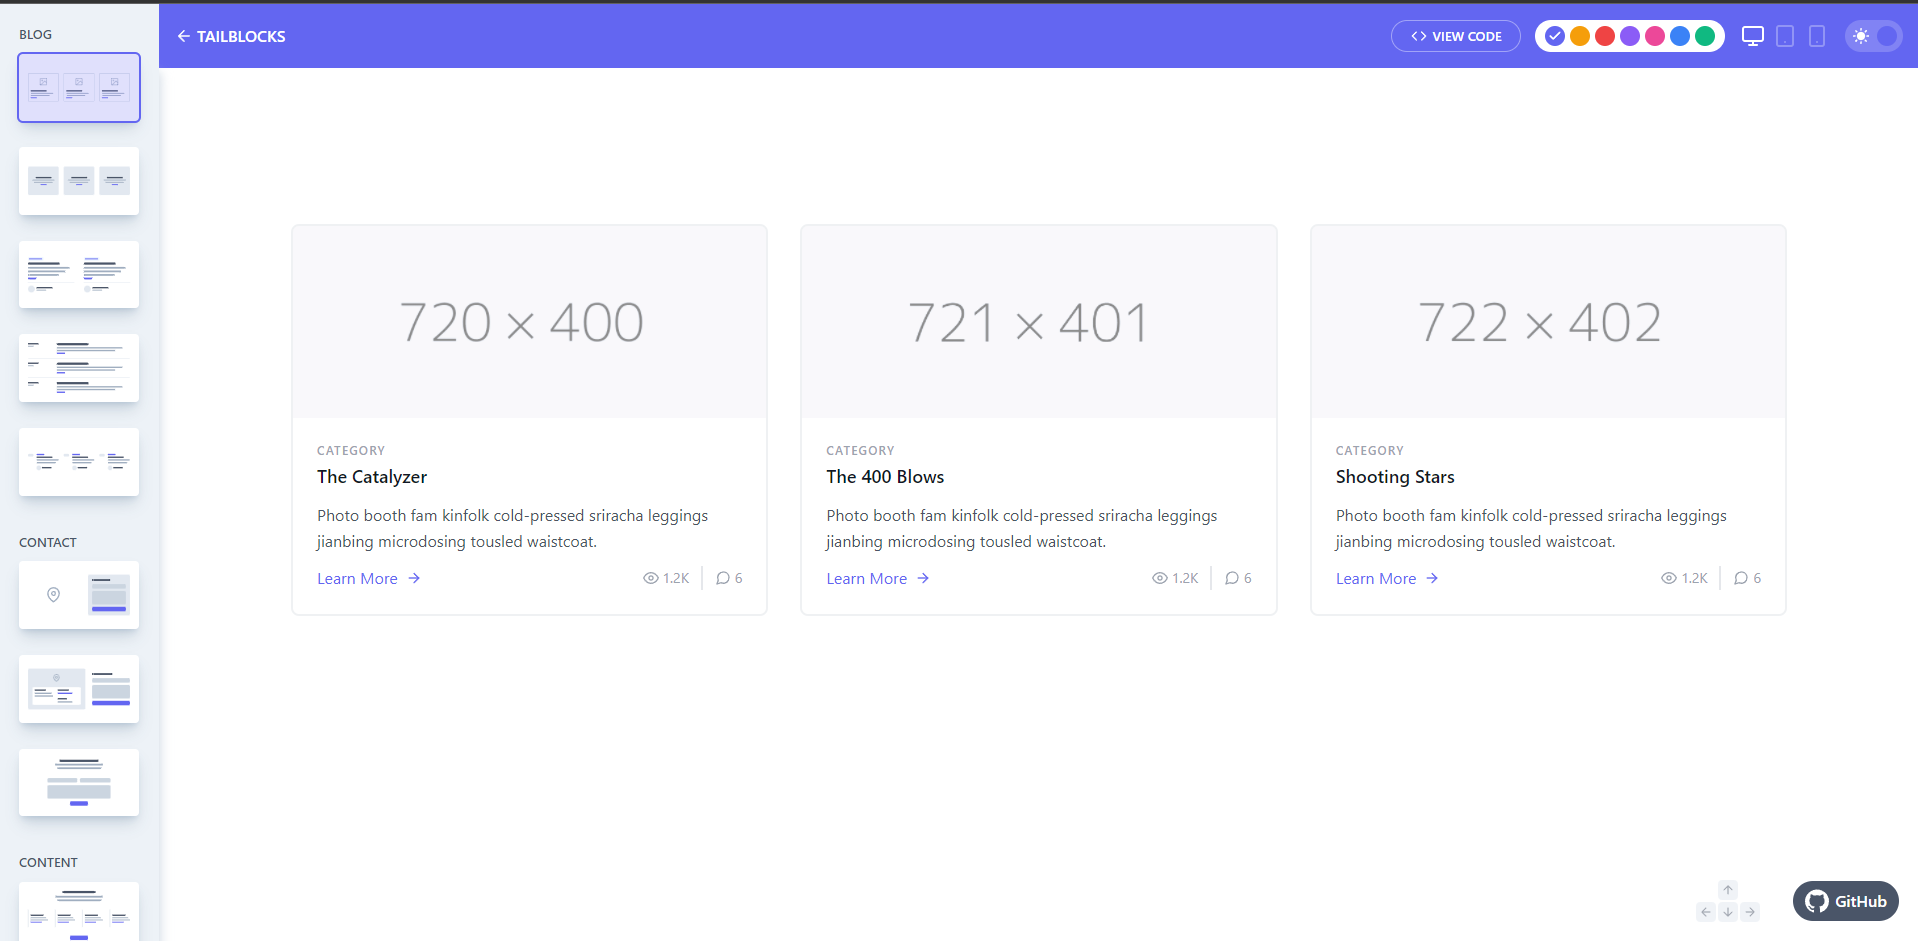 BLOG
TAILBLOCKS
VIEW CODE
720 × 400
CATEGORY
The Catalyzer
Photo booth fam kinfolk cold-pressed sriracha leggings
jianbing microdosing tousled waistcoat.
Learn More
1.2K
6
721 × 401
CATEGORY
The 400 Blows
Photo booth fam kinfolk cold-pressed sriracha leggings
jianbing microdosing tousled waistcoat.
Learn More
1.2K
6
722 × 402
CATEGORY
Shooting Stars
Photo booth fam kinfolk cold-pressed sriracha leggings
jianbing microdosing tousled waistcoat.
Learn More
1.2K
6
CONTACT
CONTENT
GitHub